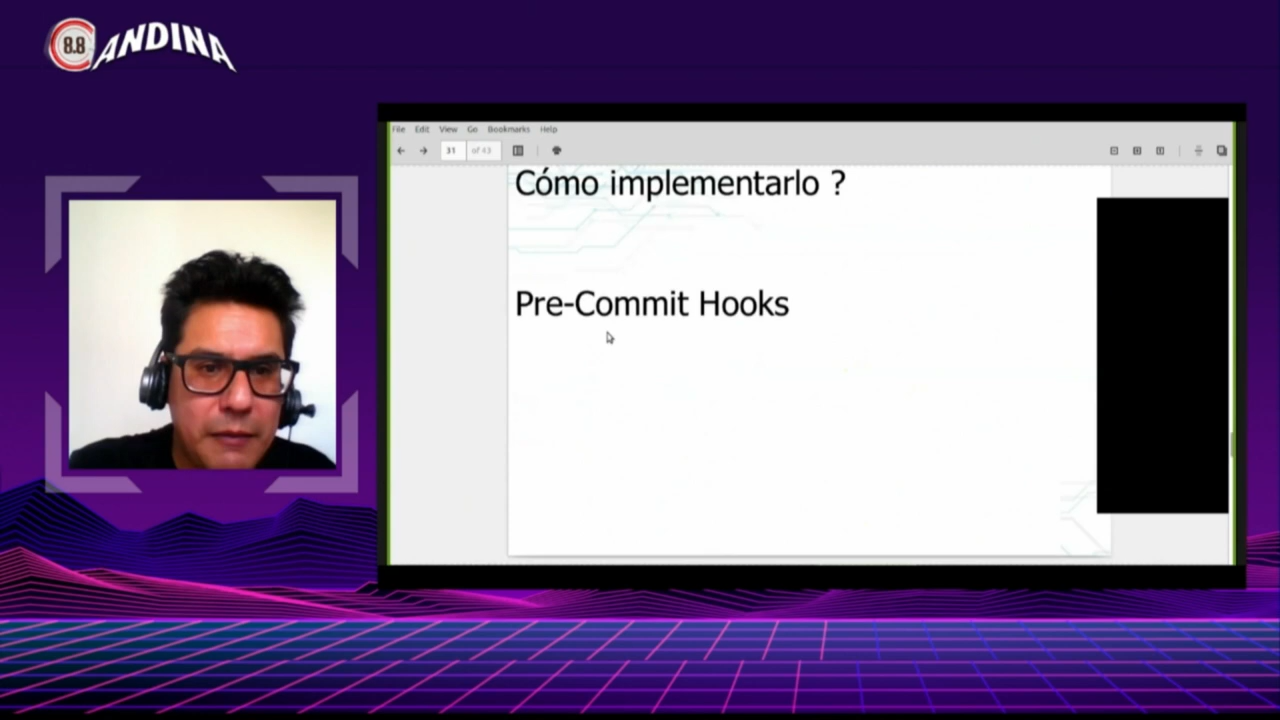 8.8 ANDINA
File Edit View Go Bookmarks Help
31 of 43
Cómo implementarlo ?
Pre-Commit Hooks